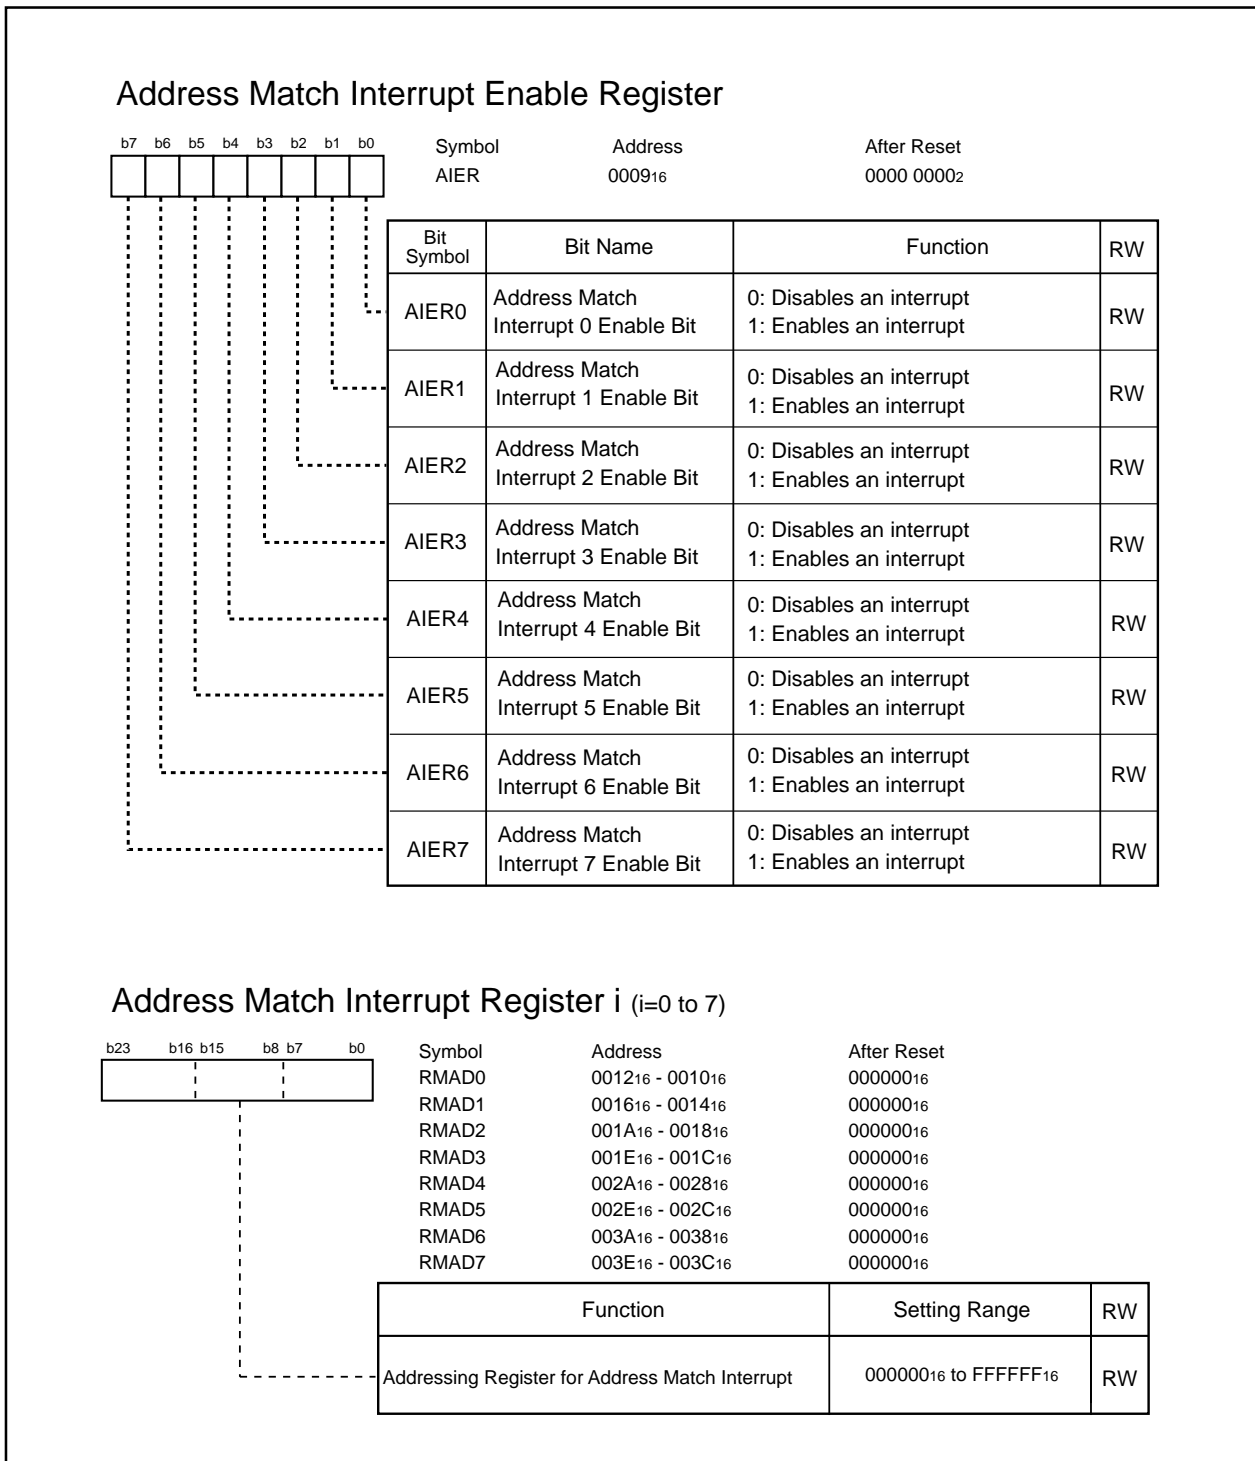 Address Match Interrupt Enable Register
b7 b6 b5 b4 b3 b2 b1 b0
Symbol Address After Reset
AIER 000916 0000 00002
Bit Symbol Bit Name Function RW
AIER0 Address Match Interrupt 0 Enable Bit 0: Disables an interrupt 1: Enables an interrupt RW
AIER1 Address Match Interrupt 1 Enable Bit 0: Disables an interrupt 1: Enables an interrupt RW
AIER2 Address Match Interrupt 2 Enable Bit 0: Disables an interrupt 1: Enables an interrupt RW
AIER3 Address Match Interrupt 3 Enable Bit 0: Disables an interrupt 1: Enables an interrupt RW
AIER4 Address Match Interrupt 4 Enable Bit 0: Disables an interrupt 1: Enables an interrupt RW
AIER5 Address Match Interrupt 5 Enable Bit 0: Disables an interrupt 1: Enables an interrupt RW
AIER6 Address Match Interrupt 6 Enable Bit 0: Disables an interrupt 1: Enables an interrupt RW
AIER7 Address Match Interrupt 7 Enable Bit 0: Disables an interrupt 1: Enables an interrupt RW
Address Match Interrupt Register i (i=0 to 7)
b23 b16 b15 b8 b7 b0
Symbol Address After Reset
RMAD0 001216 - 001016 00000016
RMAD1 001616 - 001416 00000016
RMAD2 001A16 - 001816 00000016
RMAD3 001E16 - 001C16 00000016
RMAD4 002A16 - 002816 00000016
RMAD5 002E16 - 002C16 00000016
RMAD6 003A16 - 003816 00000016
RMAD7 003E16 - 003C16 00000016
Function Setting Range RW
Addressing Register for Address Match Interrupt 00000016 to FFFFFF16 RW